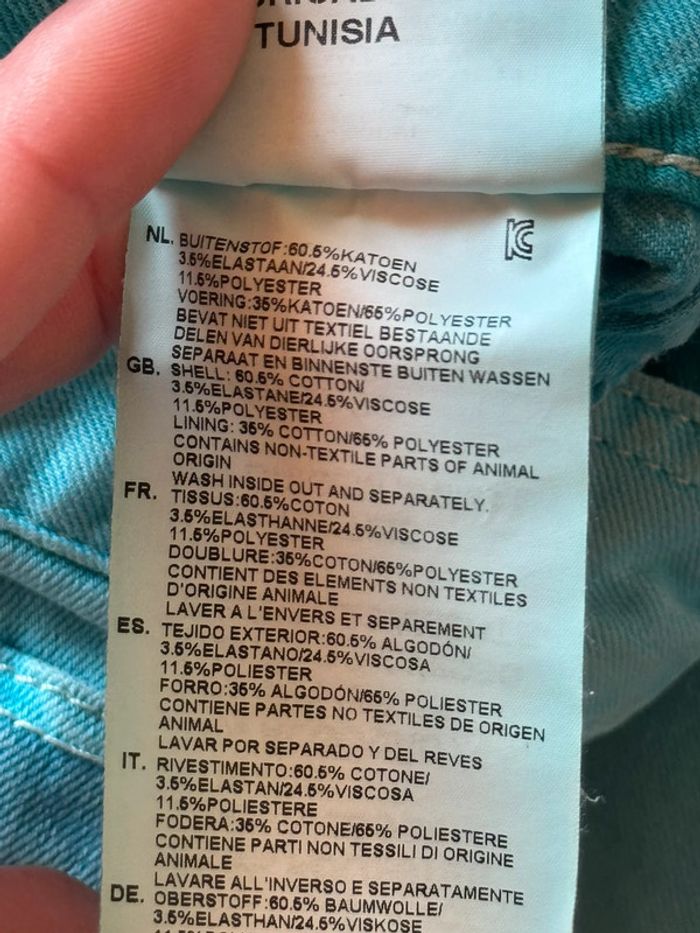 TUNISIA
NL. BUITENSTOF:60.5%KATOEN
3.5%ELASTAAN/24.5%VISCOSE
11.5%POLYESTER
VOERING:35%KATOEN/65%POLYESTER
BEVAT NIET UIT TEXTIEL BESTAANDE
DELEN VAN DIERLIJKE OORSPRONG
SEPARAAT EN BINNENSTE BUITEN WASSEN
GB. SHELL: 60.5% COTTON/
3.5%ELASTANE/24.5%VISCOSE
11.5%POLYESTER
LINING: 35% COTTON/65% POLYESTER
CONTAINS NON-TEXTILE PARTS OF ANIMAL
ORIGIN
WASH INSIDE OUT AND SEPARATELY.
FR. TISSUS:60.5%COTON
3.5%ELASTHANNE/24.5%VISCOSE
11.5%POLYESTER
DOUBLURE:35%COTON/65%POLYESTER
CONTIENT DES ELEMENTS NON TEXTILES
D'ORIGINE ANIMALE
LAVER A L'ENVERS ET SEPAREMENT
ES. TEJIDO EXTERIOR:60.5% ALGODÓN/
3.5%ELASTANO/24.5%VISCOSA
11.5%POLIESTER
FORRO:35% ALGODÓN/65% POLIESTER
CONTIENE PARTES NO TEXTILES DE ORIGEN
ANIMAL
LAVAR POR SEPARADO Y DEL REVES
IT. RIVESTIMENTO:60.5% COTONE/
3.5%ELASTAN/24.5%VISCOSA
11.5%POLIESTERE
FODERA:35% COTONE/65% POLIESTERE
CONTIENE PARTI NON TESSILI DI ORIGINE
ANIMALE
LAVARE ALL'INVERSO E SEPARATAMENTE
DE. OBERSTOFF:60.5% BAUMWOLLE/
3.5%ELASTHAN/24.5%VISKOSE